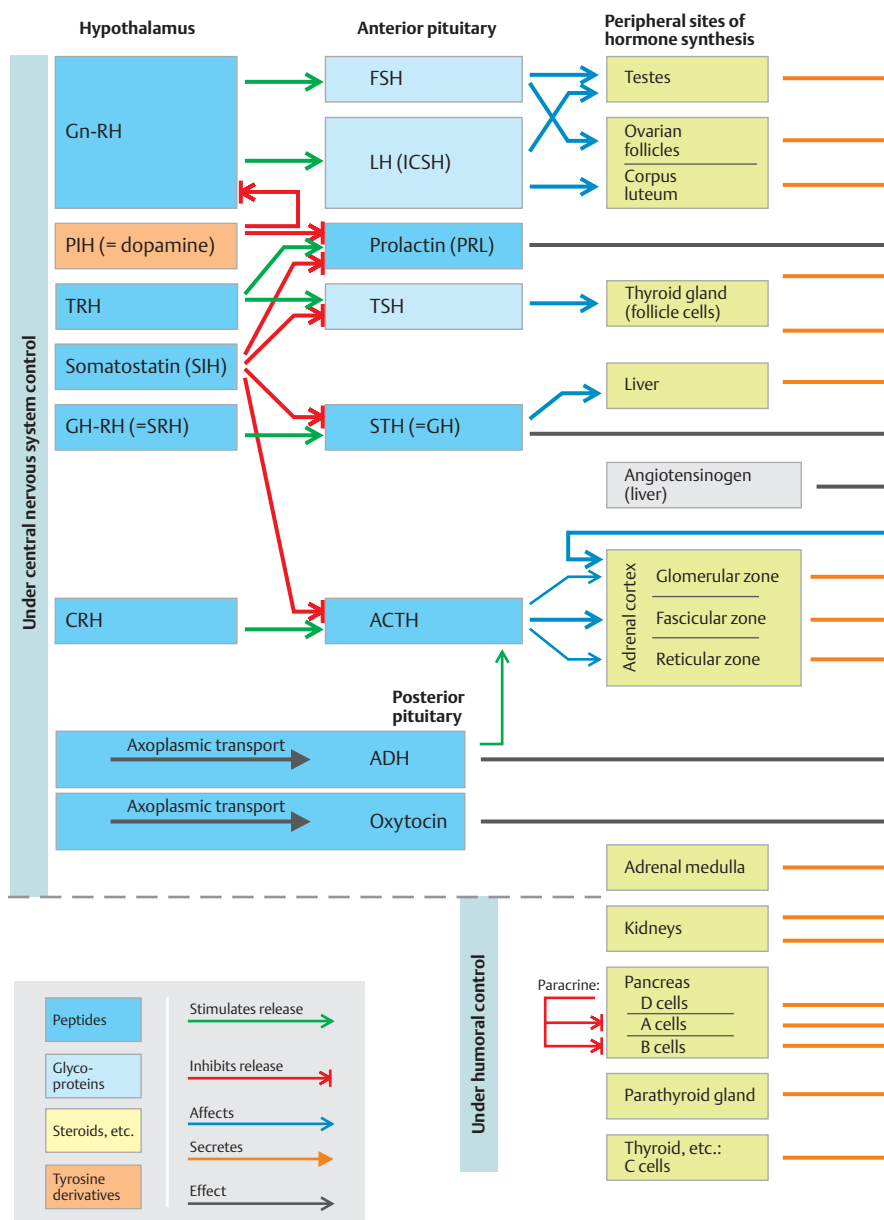 Hypothalamus
Anterior pituitary
Peripheral sites of
hormone synthesis
Under central nervous system control
Gn-RH
FSH
Testes
LH (ICSH)
Ovarian
follicles
Corpus
luteum
PIH (= dopamine)
Prolactin (PRL)
TRH
TSH
Thyroid gland
(follicle cells)
Somatostatin (SIH)
Liver
GH-RH (=SRH)
STH (=GH)
Angiotensinogen
(liver)
Adrenal cortex
Glomerular zone
CRH
ACTH
Fascicular zone
Reticular zone
Posterior
pituitary
Axoplasmic transport
ADH
Axoplasmic transport
Oxytocin
Adrenal medulla
Under humoral control
Kidneys
Paracrine:
Pancreas
D cells
A cells
B cells
Parathyroid gland
Thyroid, etc.:
C cells
Peptides
Stimulates release
Glyco-
proteins
Inhibits release
Steroids, etc.
Affects
Secretes
Tyrosine
derivatives
Effect